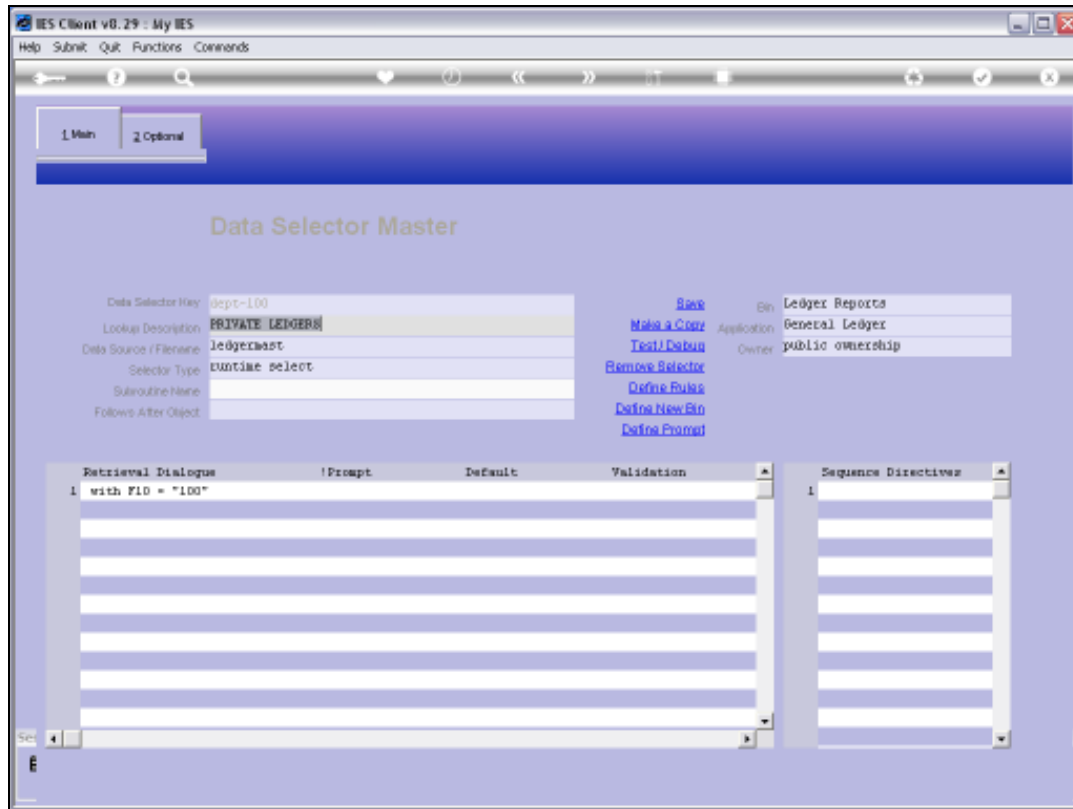 IES Client v8.29 : My IES
Help Submit Quit Functions Commands
1 Main 2 Optional
Data Selector Master
Data Selector Key dept-100
Lookup Description PRIVATE LEDGERS
Data Source / Filename ledgermast
Selector Type runtime select
Subroutine Name
Follows After Object
Save
Make a Copy
Test / Debug
Remove Selector
Define Rules
Define New Bin
Define Prompt
Bin Ledger Reports
Application General Ledger
Owner public ownership
Retrieval Dialogue !Prompt Default Validation
1 with F10 = "100"
Sequence Directives
1